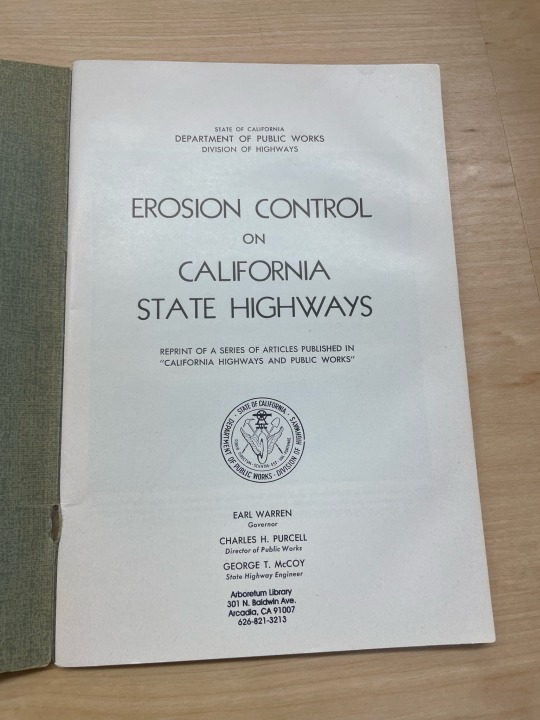 STATE OF CALIFORNIA
DEPARTMENT OF PUBLIC WORKS
DIVISION OF HIGHWAYS
EROSION CONTROL
ON
CALIFORNIA
STATE HIGHWAYS
REPRINT OF A SERIES OF ARTICLES PUBLISHED IN
"CALIFORNIA HIGHWAYS AND PUBLIC WORKS"
STATE OF CALIFORNIA
DEPARTMENT OF PUBLIC WORKS · DIVISION OF HIGHWAYS
EARL WARREN
Governor
CHARLES H. PURCELL
Director of Public Works
GEORGE T. McCOY
State Highway Engineer
Arboretum Library
301 N. Baldwin Ave.
Arcadia, CA 91007
626-821-3213